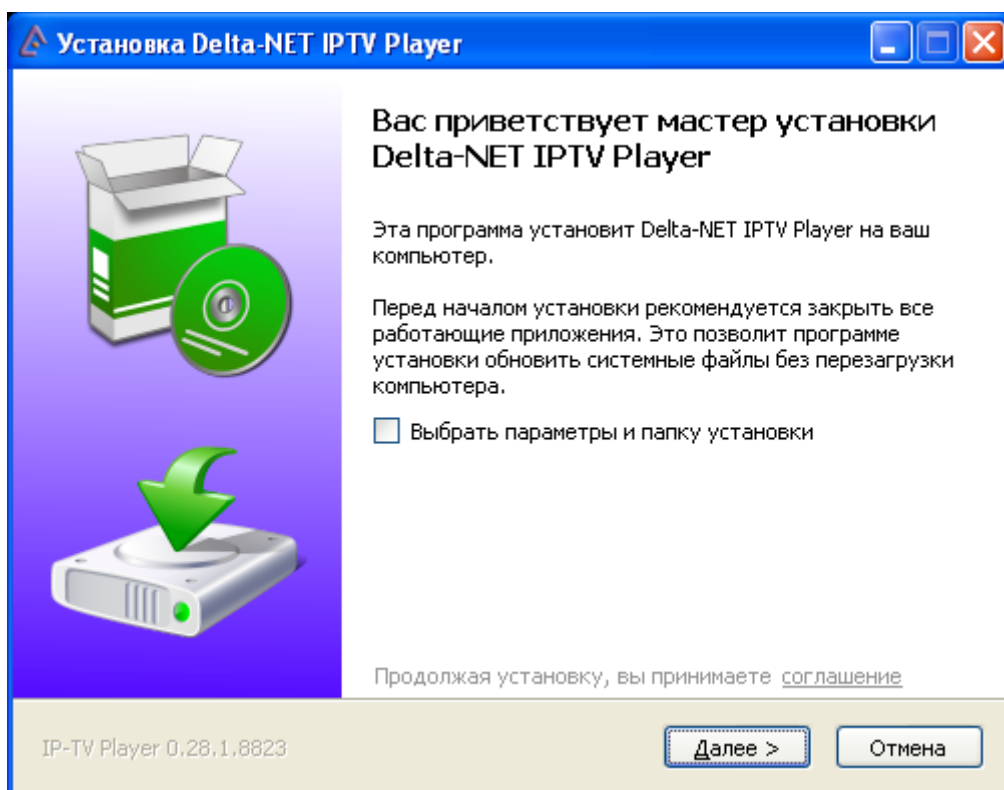 Установка Delta-NET IPTV Player
Вас приветствует мастер установки
Delta-NET IPTV Player
Эта программа установит Delta-NET IPTV Player на ваш
компьютер.
Перед началом установки рекомендуется закрыть все
работающие приложения. Это позволит программе
установки обновить системные файлы без перезагрузки
компьютера.
Выбрать параметры и папку установки
Продолжая установку, вы принимаете соглашение
IP-TV Player 0.28.1.8823
Далее >
Отмена